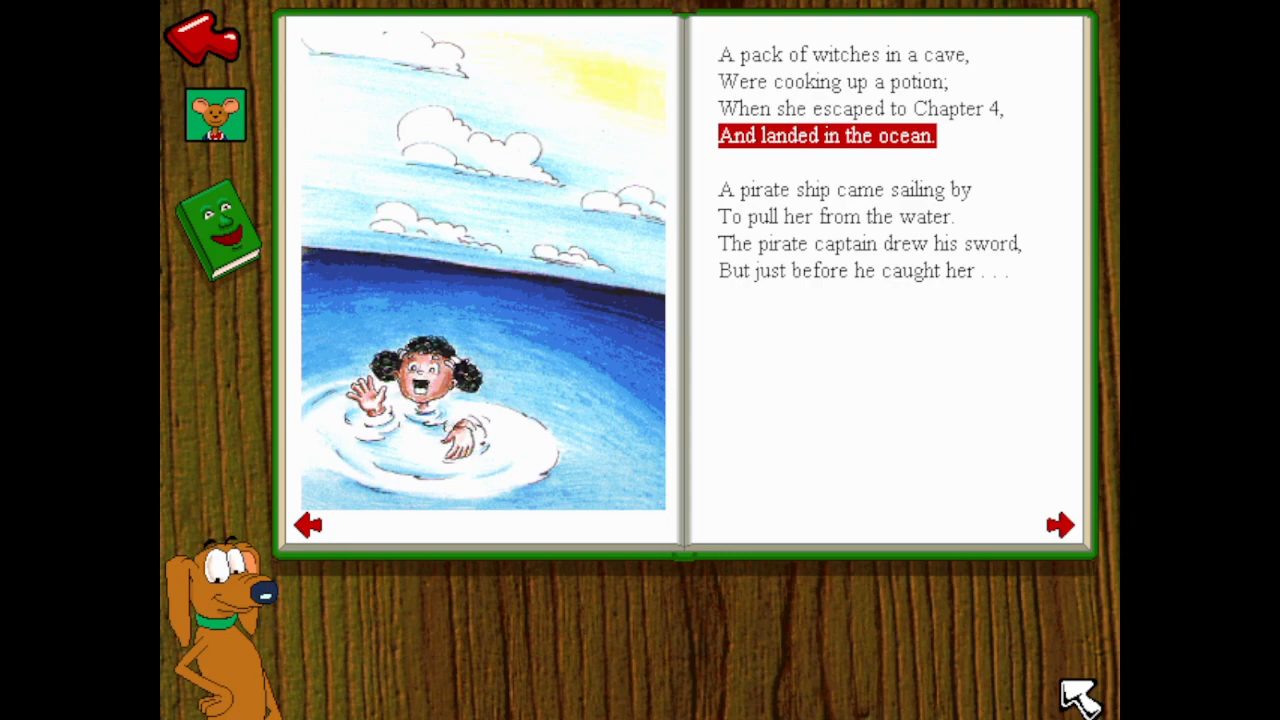 A pack of witches in a cave,
Were cooking up a potion;
When she escaped to Chapter 4,
And landed in the ocean.
A pirate ship came sailing by
To pull her from the water.
The pirate captain drew his sword,
But just before he caught her . . .